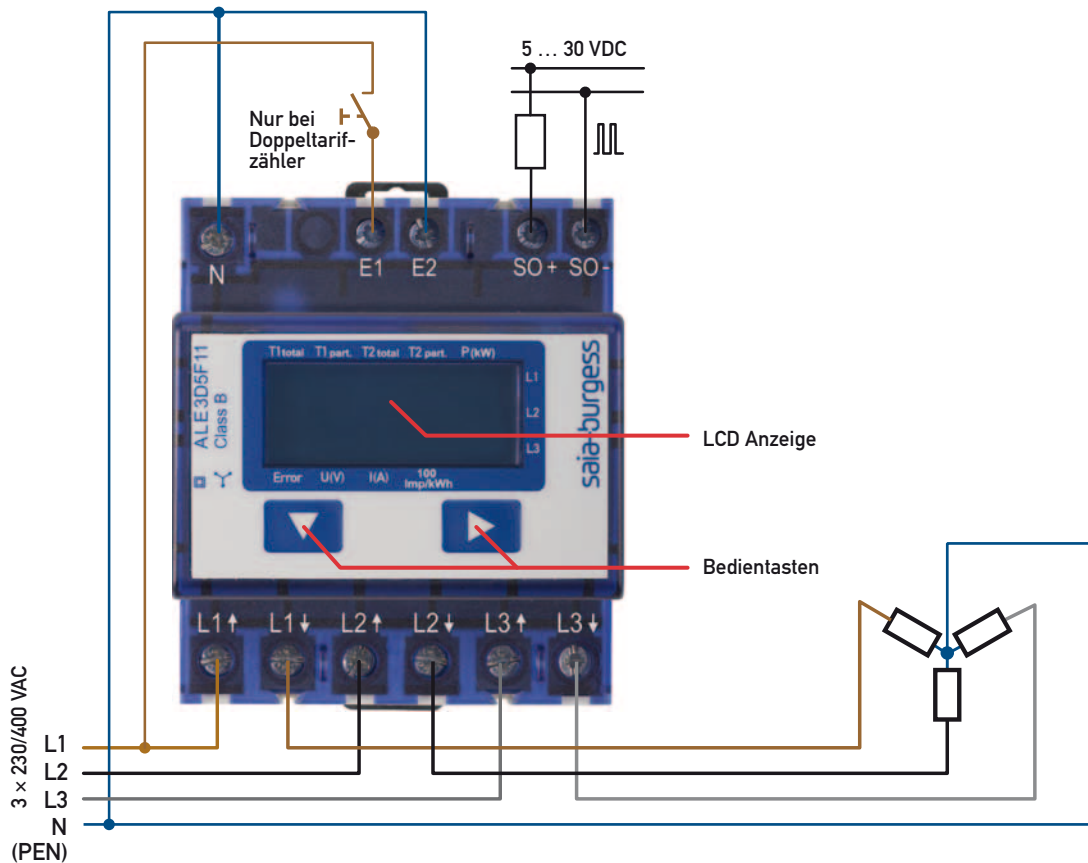 5 … 30 VDC
Nur bei
Doppeltarif-
zähler
N
E1
E2
SO +
SO -
T1 total
T1 part.
T2 total
T2 part.
P (kW)
L1
L2
L3
ALE3D5F11
Class B
saia-burgess
Error
U(V)
I(A)
100
Imp/kWh
LCD Anzeige
Bedientasten
L1 ↑
L1 ↓
L2 ↑
L2 ↓
L3 ↑
L3 ↓
3 × 230/400 VAC
L1
L2
L3
N
(PEN)